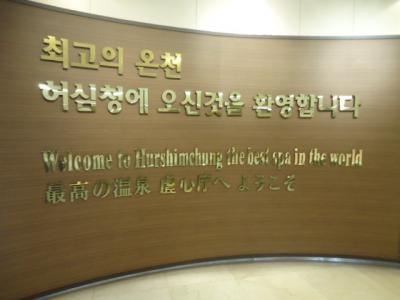 최고의 온천
허심청에 오신것을 환영합니다
Welcome to Hurshimchung the best spa in the world
最高の温泉 虚心庁へ ようこそ